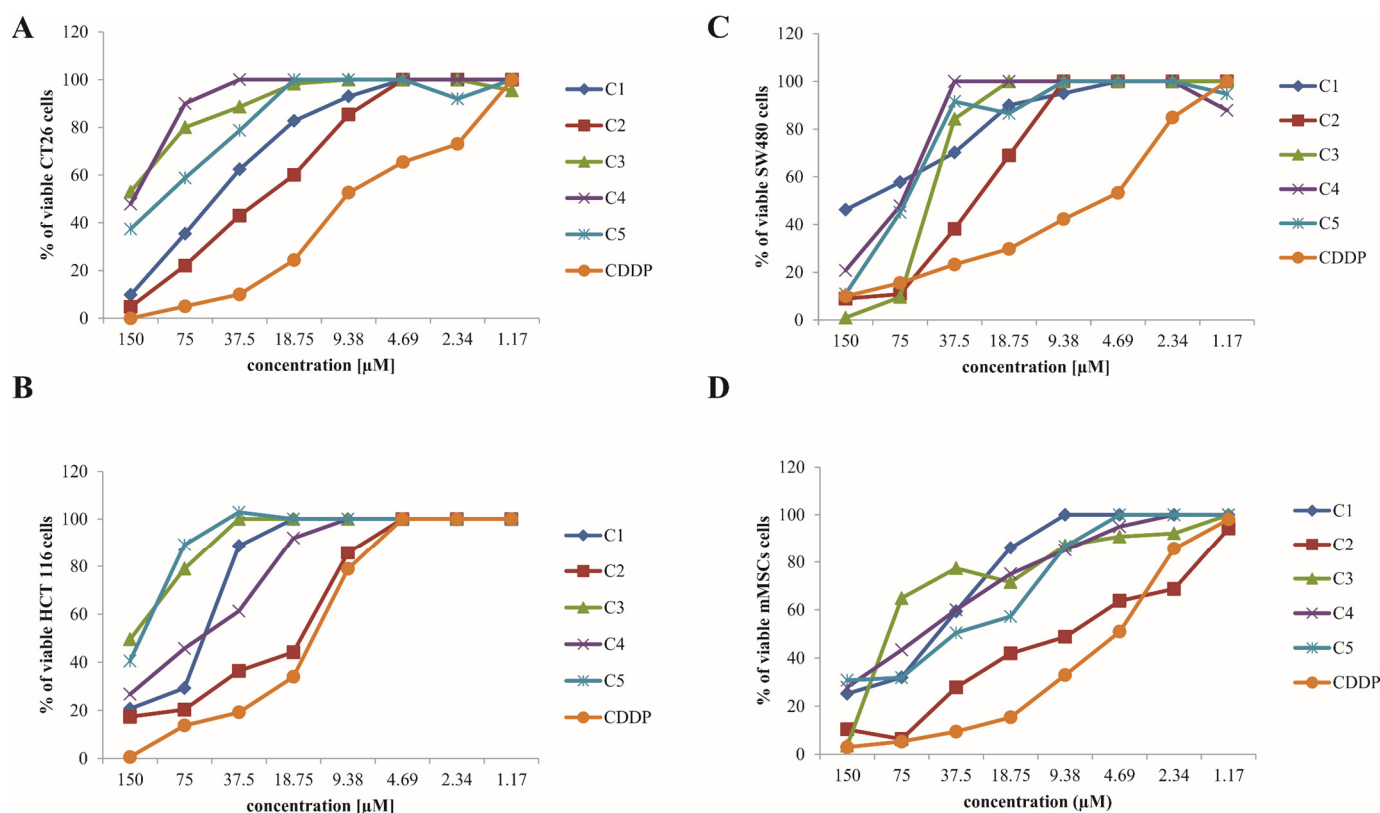 A
% of viable CT26 cells
120
100
80
60
40
20
0
150 75 37.5 18.75 9.38 4.69 2.34 1.17
concentration [µM]
C1
C2
C3
C4
C5
CDDP
C
% of viable SW480 cells
120
100
80
60
40
20
0
150 75 37.5 18.75 9.38 4.69 2.34 1.17
concentration [µM]
C1
C2
C3
C4
C5
CDDP
B
% of viable HCT 116 cells
120
100
80
60
40
20
0
150 75 37.5 18.75 9.38 4.69 2.34 1.17
concentration [µM]
C1
C2
C3
C4
C5
CDDP
D
% of viable mMSCs cells
120
100
80
60
40
20
0
150 75 37.5 18.75 9.38 4.69 2.34 1.17
concentration (µM)
C1
C2
C3
C4
C5
CDDP